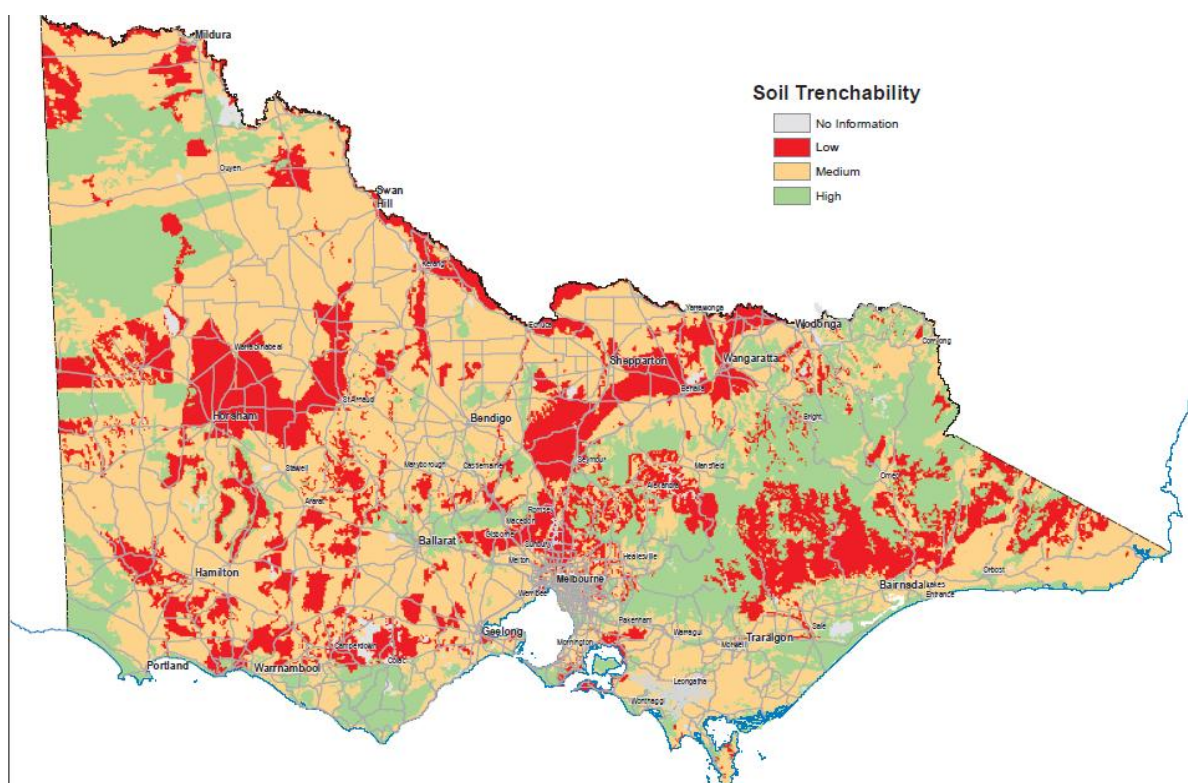 Soil Trenchability
No Information
Low
Medium
High
Mildura
Ouyen
Swan
Hill
Kerang
Echuca
Yarrawonga
Wodonga
Corryong
Warracknabeal
Shepparton
Wangaratta
Benalla
Horsham
St Arnaud
Bendigo
Bright
Stawell
Maryborough
Castlemaine
Seymour
Mansfield
Alexandra
Omeo
Ararat
Romsey
Macedon
Gisborne
Sunbury
Ballarat
Melton
Healesville
Hamilton
Melbourne
Werribee
Bairnsdale
Lakes
Entrance
Orbost
Geelong
Pakenham
Warragul
Sale
Traralgon
Mornington
Morwell
Portland
Warrnambool
Camperdown
Colac
Leongatha
Wonthaggi